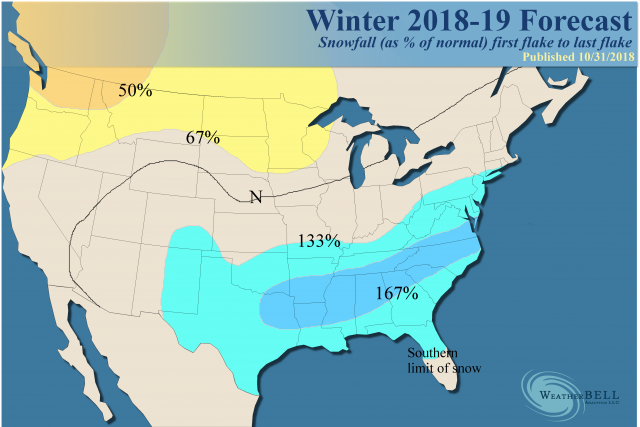 Winter 2018-19 Forecast
Snowfall (as % of normal) first flake to last flake
Published 10/31/2018
50%
67%
N
133%
167%
Southern
limit of snow
WEATHERBELL